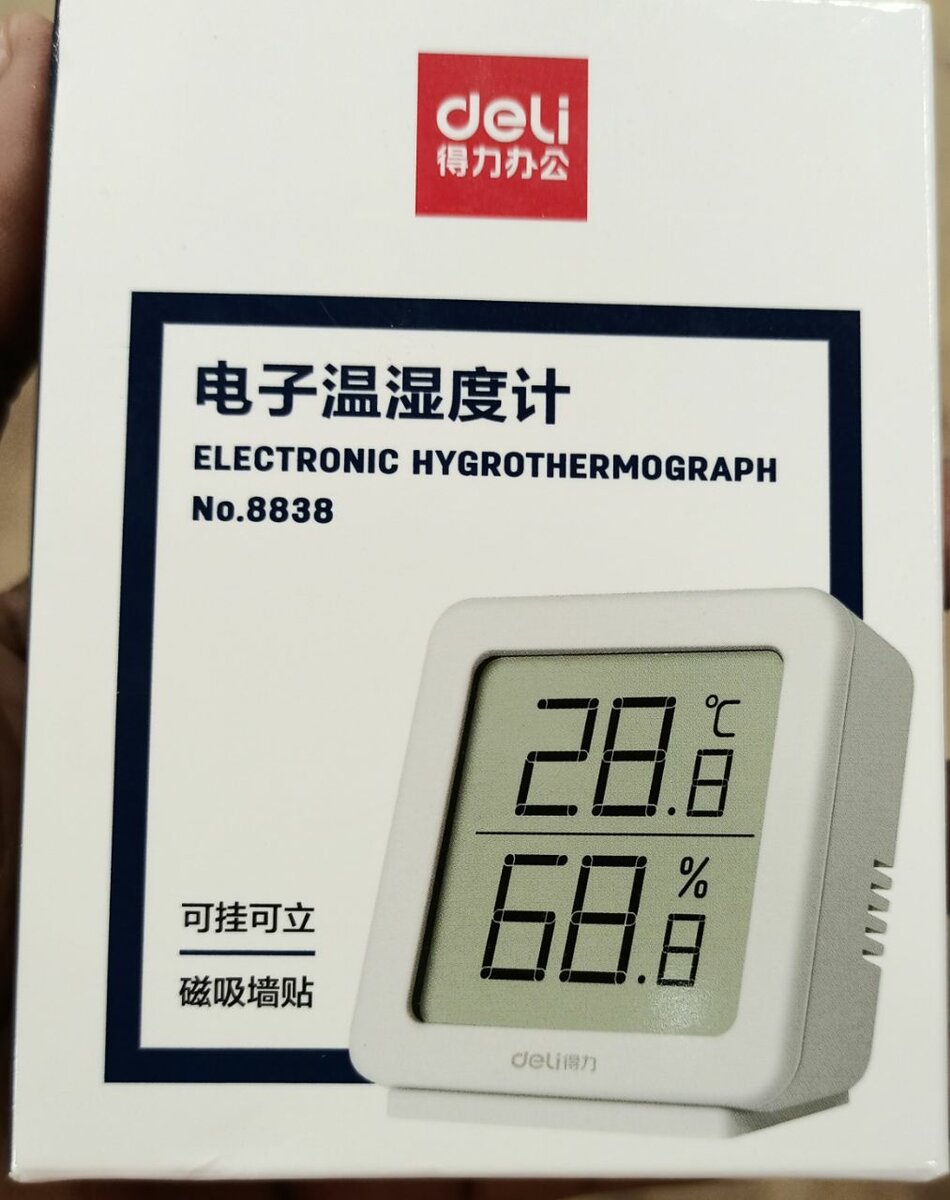 deli
得力办公
电子温湿度计
ELECTRONIC HYGROTHERMOGRAPH
No.8838
28.8 ℃
68.8 %
可挂可立
磁吸墙贴
deli得力